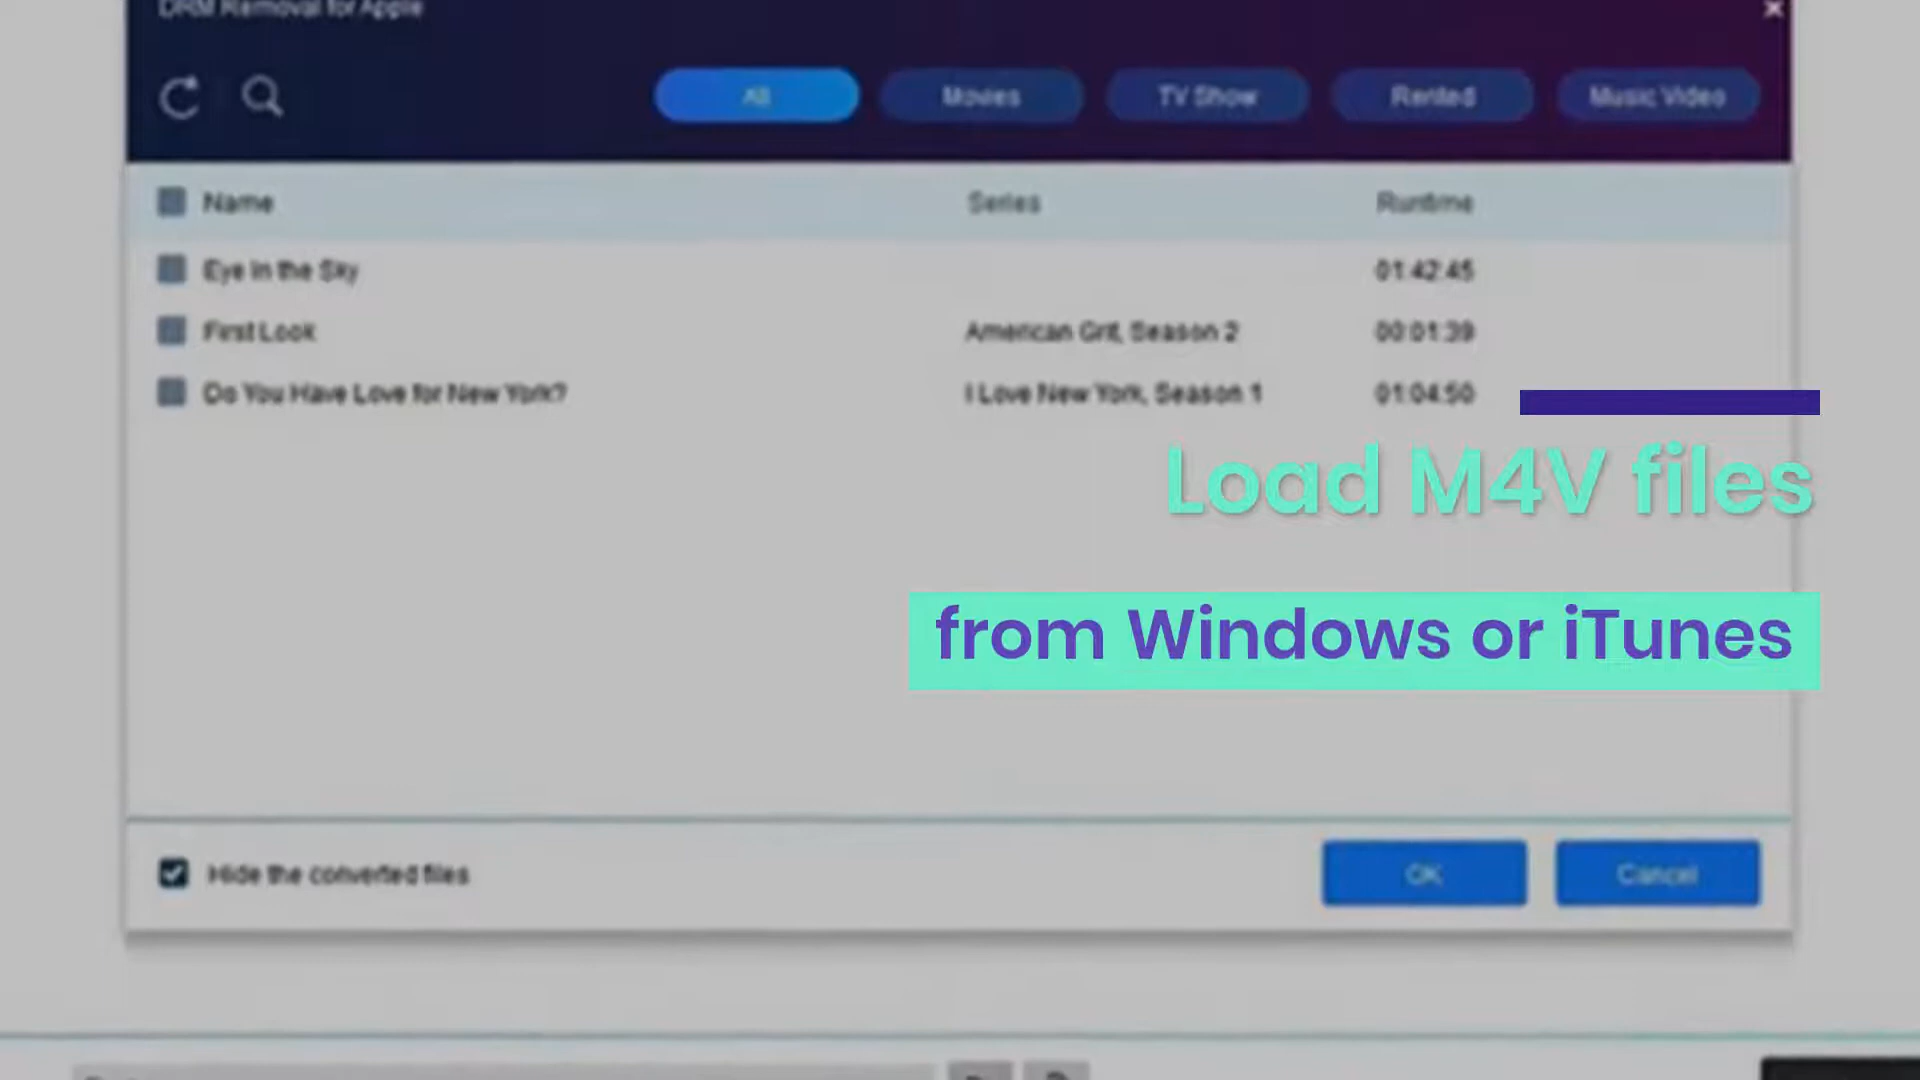 DRM Removal for Apple
All Movies TV Show Rented Music Video
Name Series Runtime
Eye in the Sky 01:42:45
First Look American Grit, Season 2 00:01:39
Do You Have Love for New York? I Love New York, Season 1 01:04:50
Load M4V files
from Windows or iTunes
Hide the converted files OK Cancel